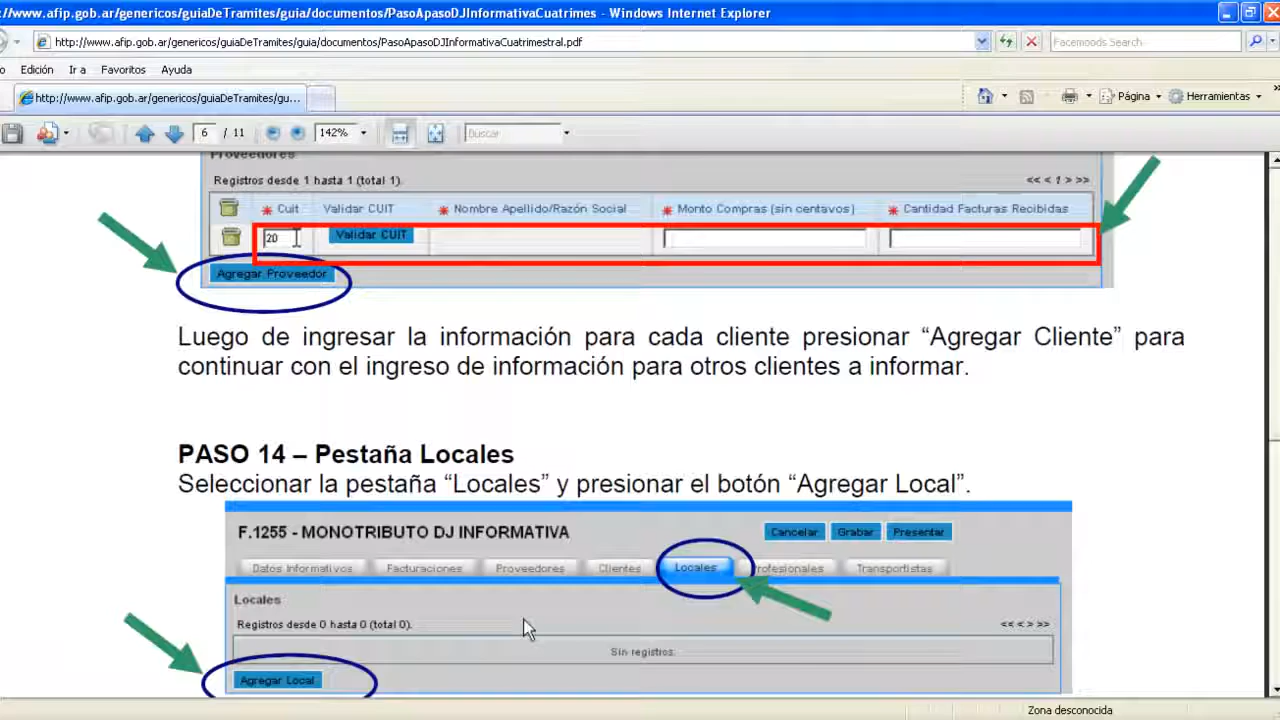 ://www.afip.gob.ar/genericos/guiaDeTramites/guia/documentos/PasoApasoDJInformativaCuatrimes - Windows Internet Explorer
http://www.afip.gob.ar/genericos/guiaDeTramites/guia/documentos/PasoApasoDJInformativaCuatrimestral.pdf
Facemoods Search
o Edición Ir a Favoritos Ayuda
http://www.afip.gob.ar/genericos/guiaDeTramites/gu...
Página Herramientas
6 / 11 142% Buscar
Proveedores
Registros desde 1 hasta 1 (total 1). << < 1 > >>
* Cuit Validar CUIT * Nombre Apellido/Razón Social * Monto Compras (sin centavos) * Cantidad Facturas Recibidas
20 Validar CUIT
Agregar Proveedor
Luego de ingresar la información para cada cliente presionar “Agregar Cliente” para
continuar con el ingreso de información para otros clientes a informar.
PASO 14 – Pestaña Locales
Seleccionar la pestaña “Locales” y presionar el botón “Agregar Local”.
F.1255 - MONOTRIBUTO DJ INFORMATIVA Cancelar Grabar Presentar
Datos Informativos Facturaciones Proveedores Clientes Locales Profesionales Transportistas
Locales
Registros desde 0 hasta 0 (total 0). << < > >>
Sin registros.
Agregar Local
Zona desconocida